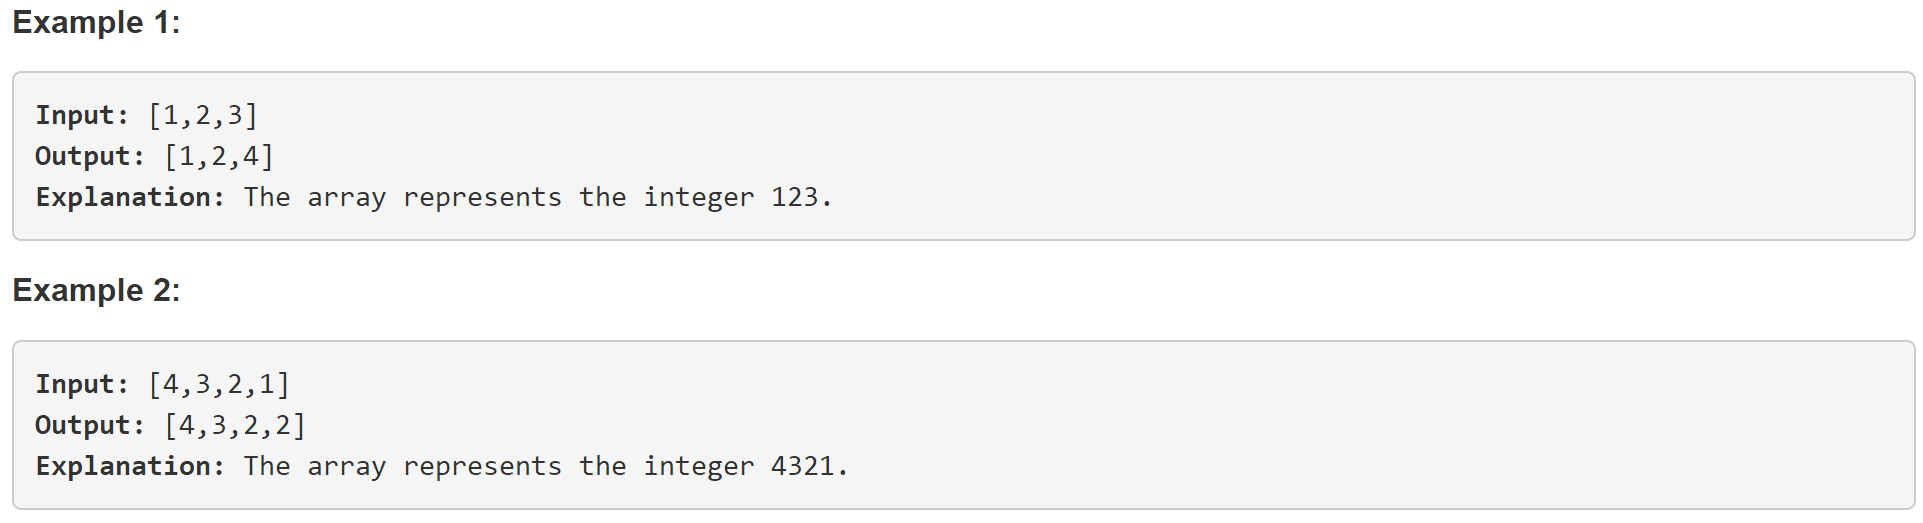 Example 1:
Input: [1,2,3]
Output: [1,2,4]
Explanation: The array represents the integer 123.
Example 2:
Input: [4,3,2,1]
Output: [4,3,2,2]
Explanation: The array represents the integer 4321.